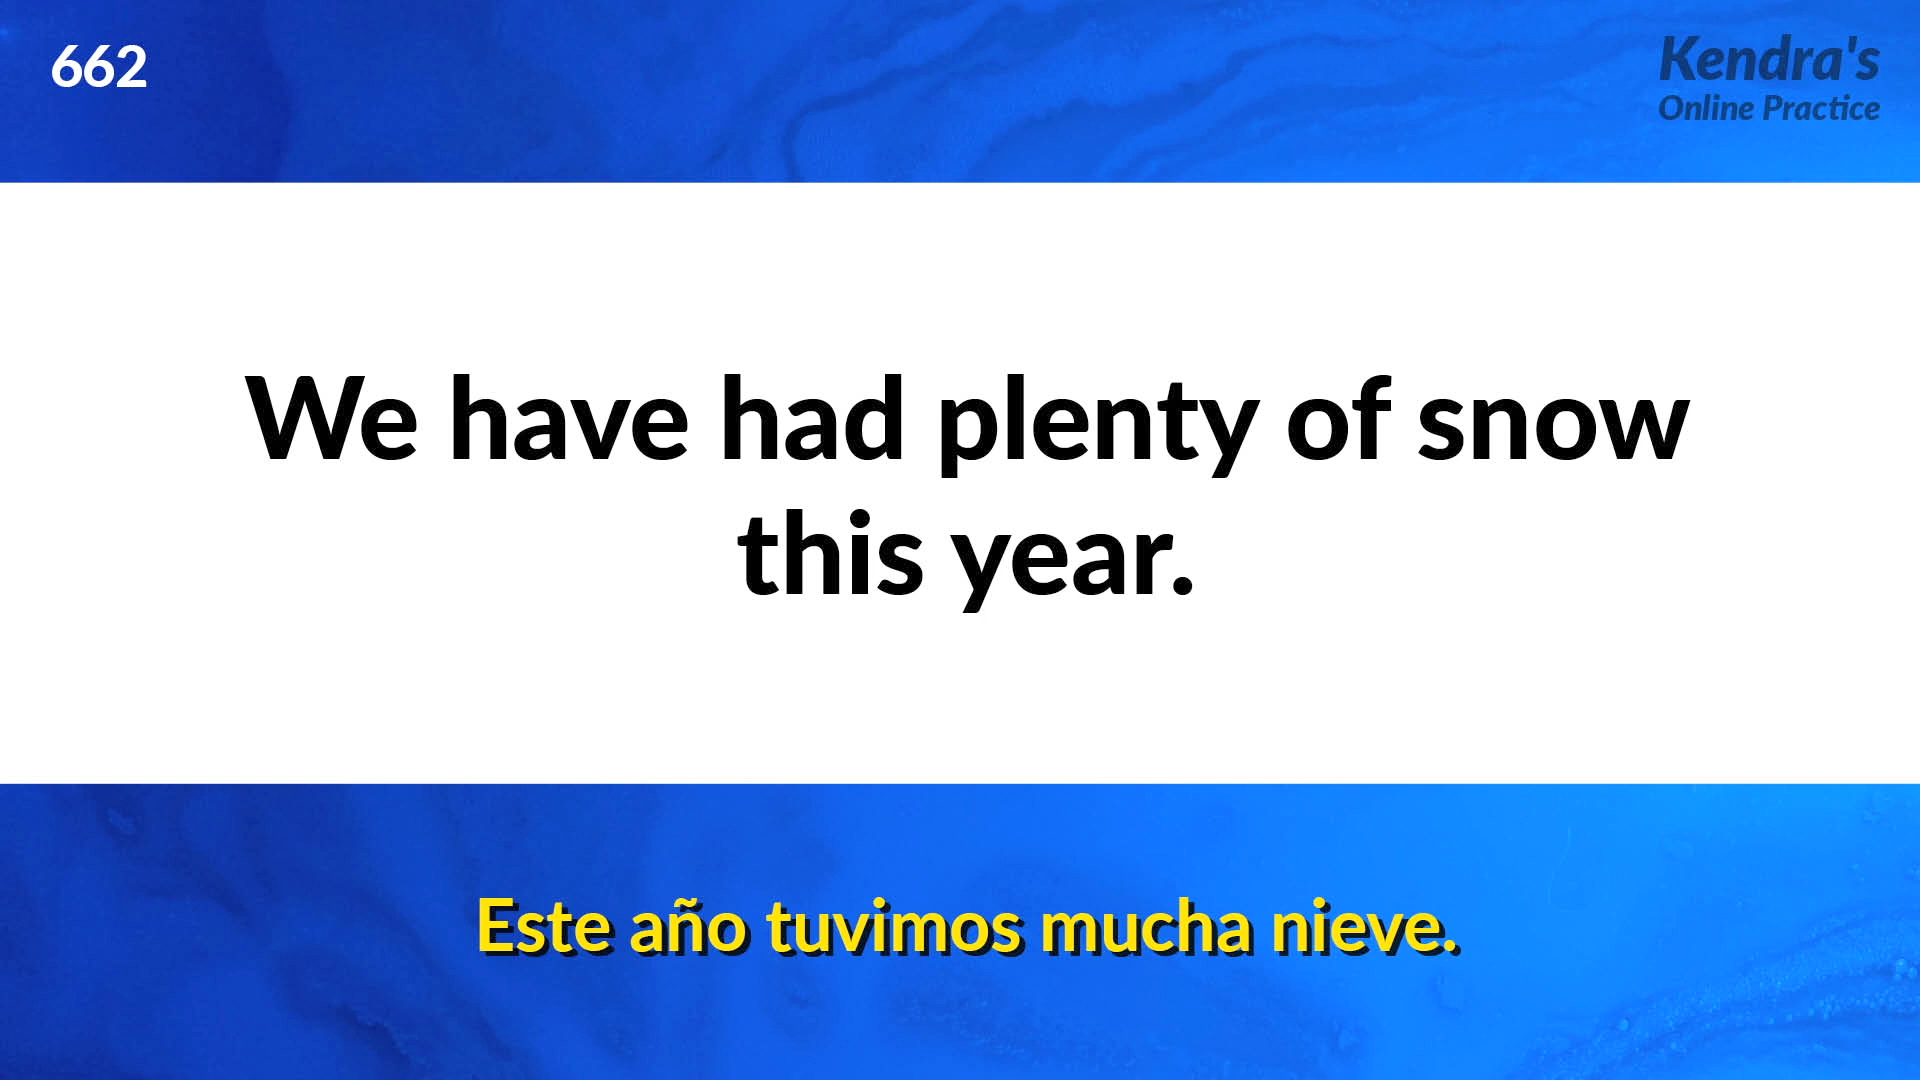 662
Kendra's
Online Practice
We have had plenty of snow
this year.
Este año tuvimos mucha nieve.